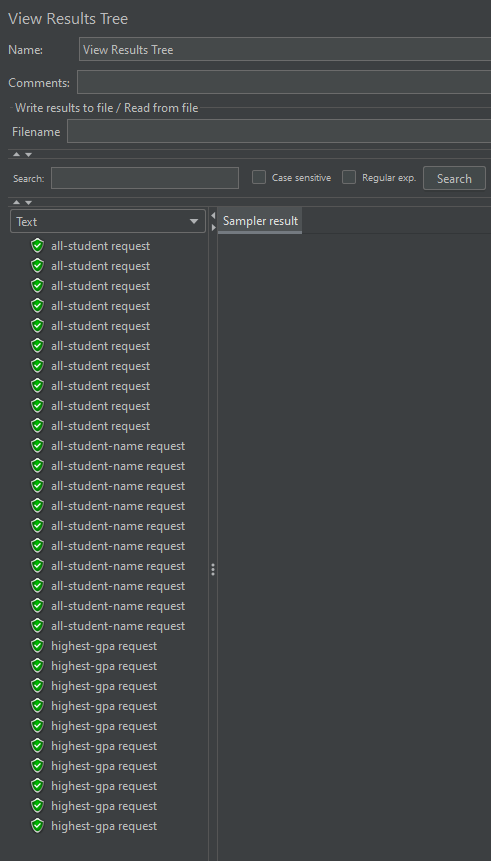 View Results Tree
Name: View Results Tree
Comments:
Write results to file / Read from file
Filename
Search: Case sensitive Regular exp. Search
Text Sampler result
all-student request
all-student request
all-student request
all-student request
all-student request
all-student request
all-student request
all-student request
all-student request
all-student request
all-student-name request
all-student-name request
all-student-name request
all-student-name request
all-student-name request
all-student-name request
all-student-name request
all-student-name request
all-student-name request
all-student-name request
highest-gpa request
highest-gpa request
highest-gpa request
highest-gpa request
highest-gpa request
highest-gpa request
highest-gpa request
highest-gpa request
highest-gpa request
highest-gpa request